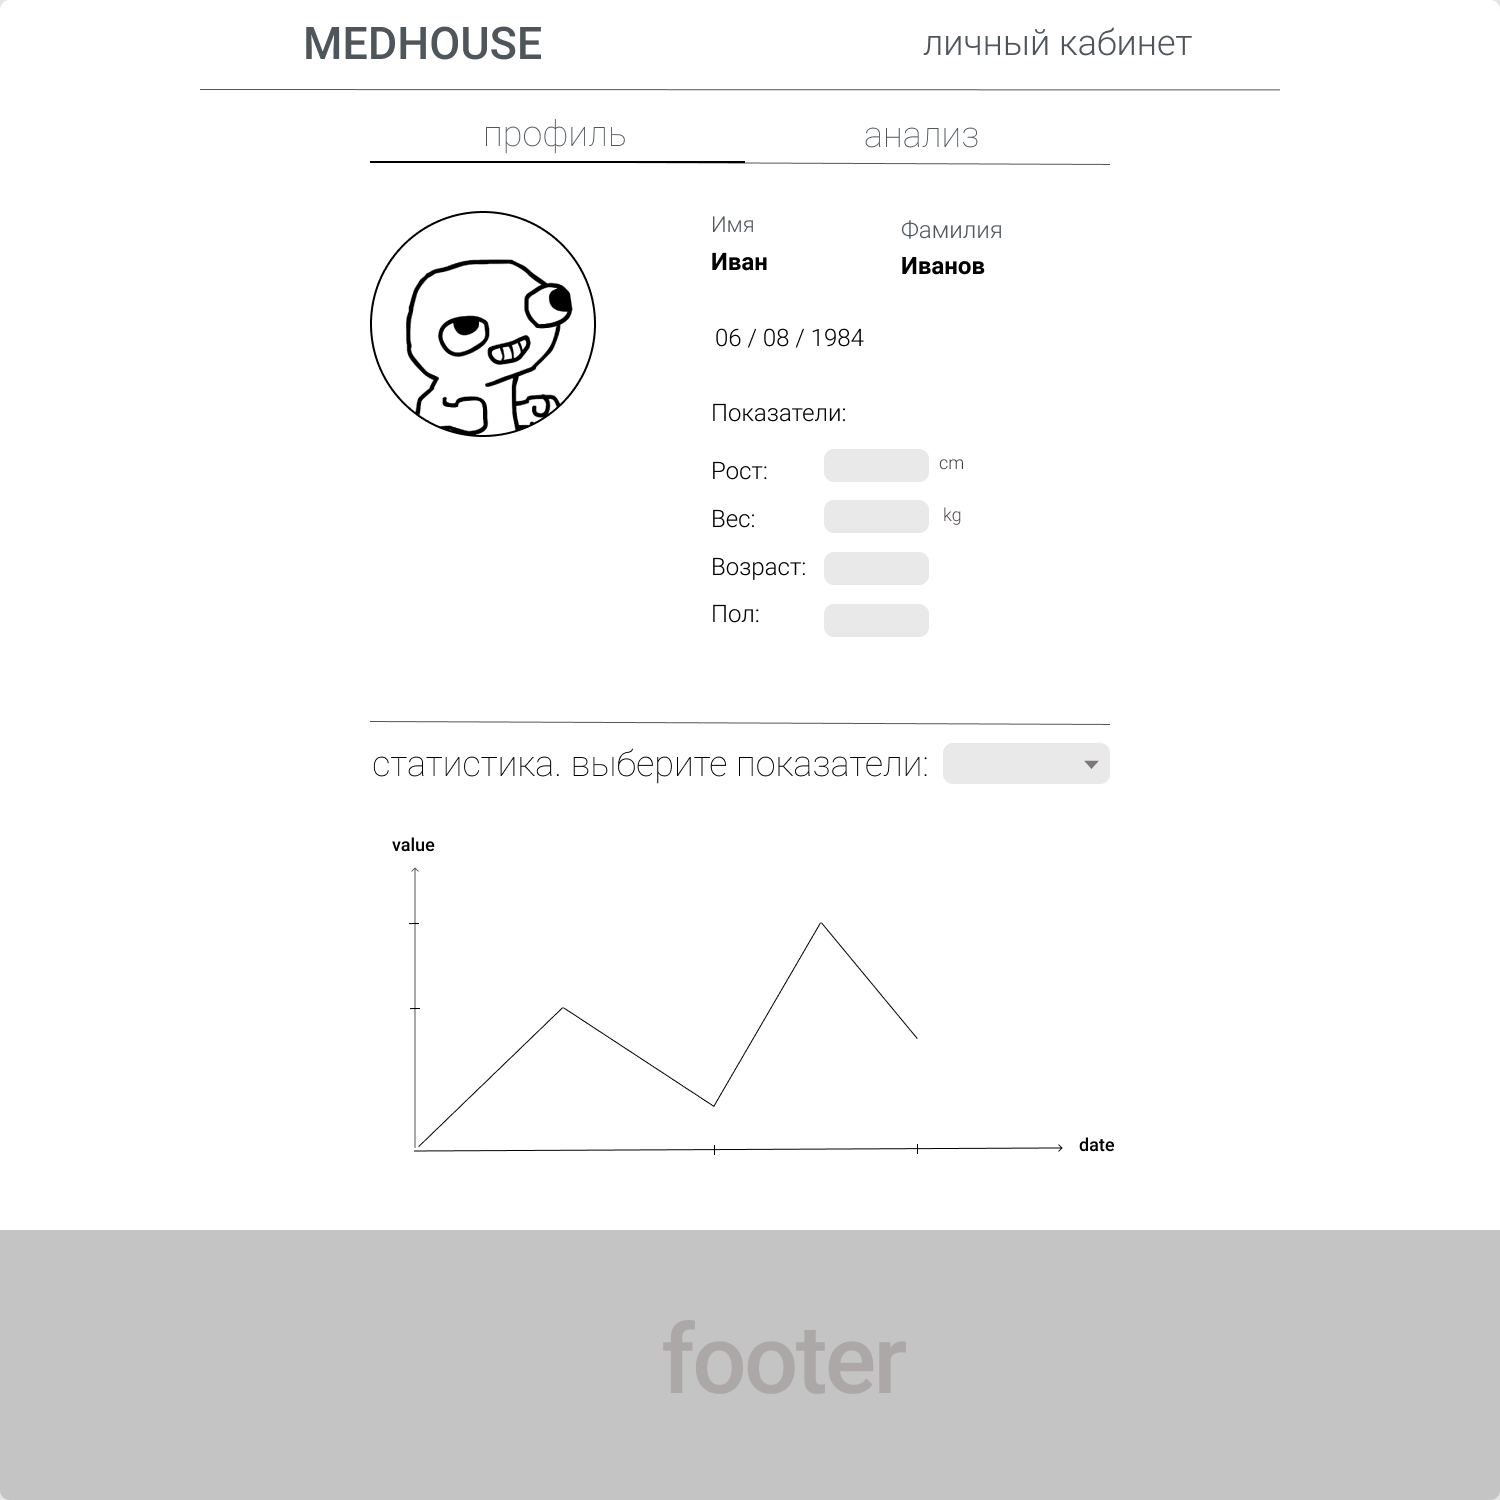 MEDHOUSE
личный кабинет
профиль
анализ
Имя
Фамилия
Иван
Иванов
06 / 08 / 1984
Показатели:
Рост:
cm
Вес:
kg
Возраст:
Пол:
статистика. выберите показатели:
value
date
footer